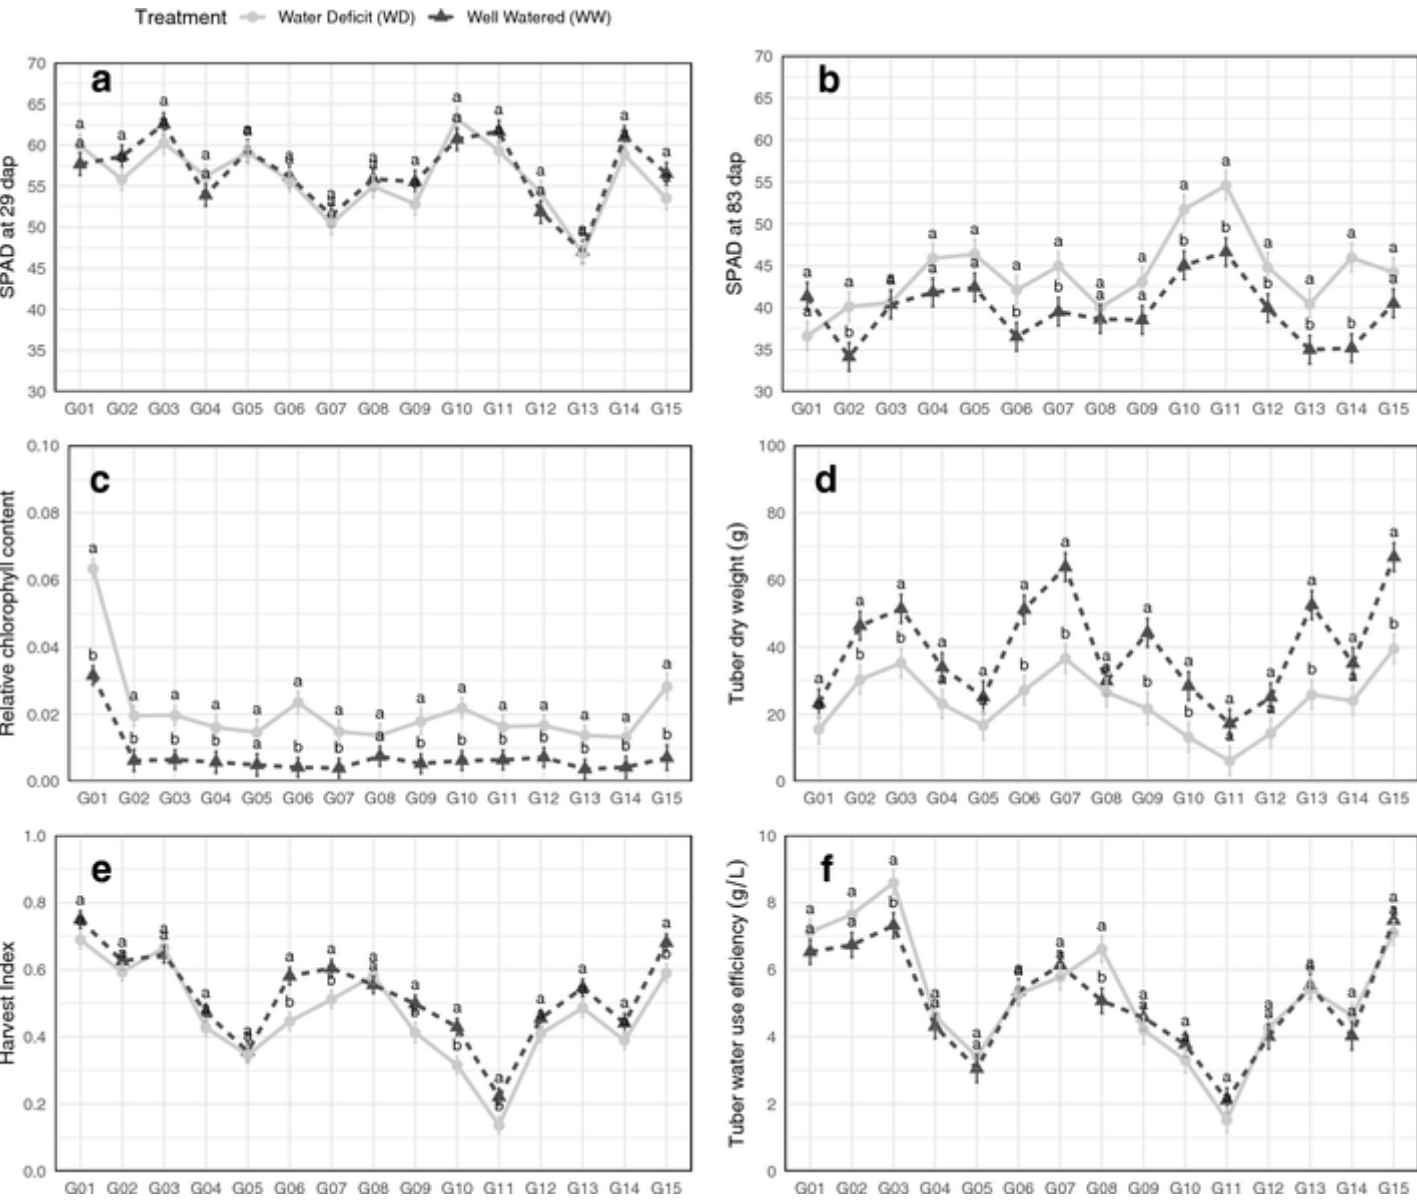 Treatment Water Deficit (WD) Well Watered (WW)
a
SPAD at 29 dap
70
65
60
55
50
45
40
35
30
G01 G02 G03 G04 G05 G06 G07 G08 G09 G10 G11 G12 G13 G14 G15
b
SPAD at 83 dap
70
65
60
55
50
45
40
35
30
G01 G02 G03 G04 G05 G06 G07 G08 G09 G10 G11 G12 G13 G14 G15
c
Relative chlorophyll content
0.10
0.08
0.06
0.04
0.02
0.00
a a a a a a a a a a a a a a a
b b b b a b b a b b b b b b b
G01 G02 G03 G04 G05 G06 G07 G08 G09 G10 G11 G12 G13 G14 G15
d
Tuber dry weight (g)
100
80
60
40
20
0
G01 G02 G03 G04 G05 G06 G07 G08 G09 G10 G11 G12 G13 G14 G15
e
Harvest Index
1.0
0.8
0.6
0.4
0.2
0.0
G01 G02 G03 G04 G05 G06 G07 G08 G09 G10 G11 G12 G13 G14 G15
f
Tuber water use efficiency (g/L)
10
8
6
4
2
0
G01 G02 G03 G04 G05 G06 G07 G08 G09 G10 G11 G12 G13 G14 G15